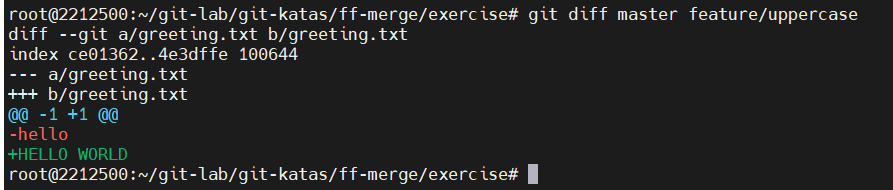 root@2212500:~/git-lab/git-katas/ff-merge/exercise# git diff master feature/uppercase
diff --git a/greeting.txt b/greeting.txt
index ce01362..4e3dffe 100644
--- a/greeting.txt
+++ b/greeting.txt
@@ -1 +1 @@
-hello
+HELLO WORLD
root@2212500:~/git-lab/git-katas/ff-merge/exercise#